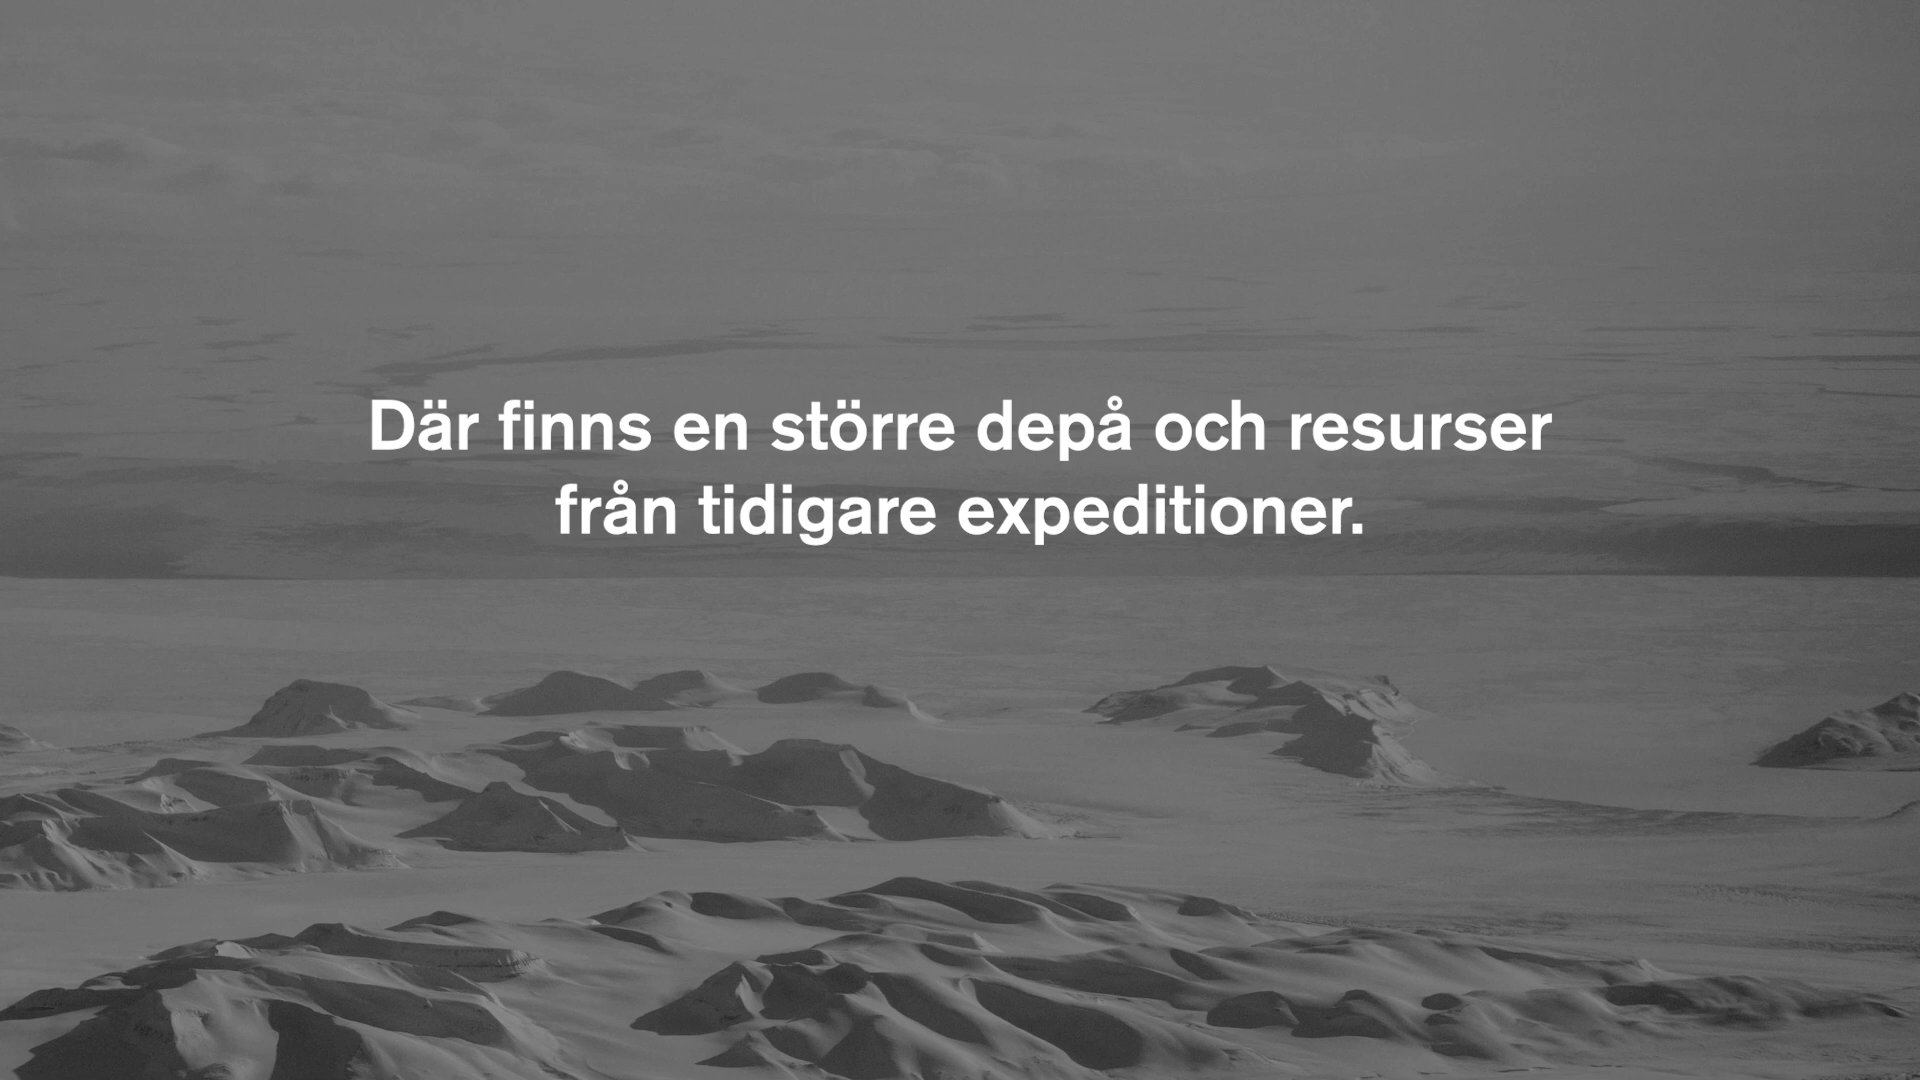 Där finns en större depå och resurser
från tidigare expeditioner.